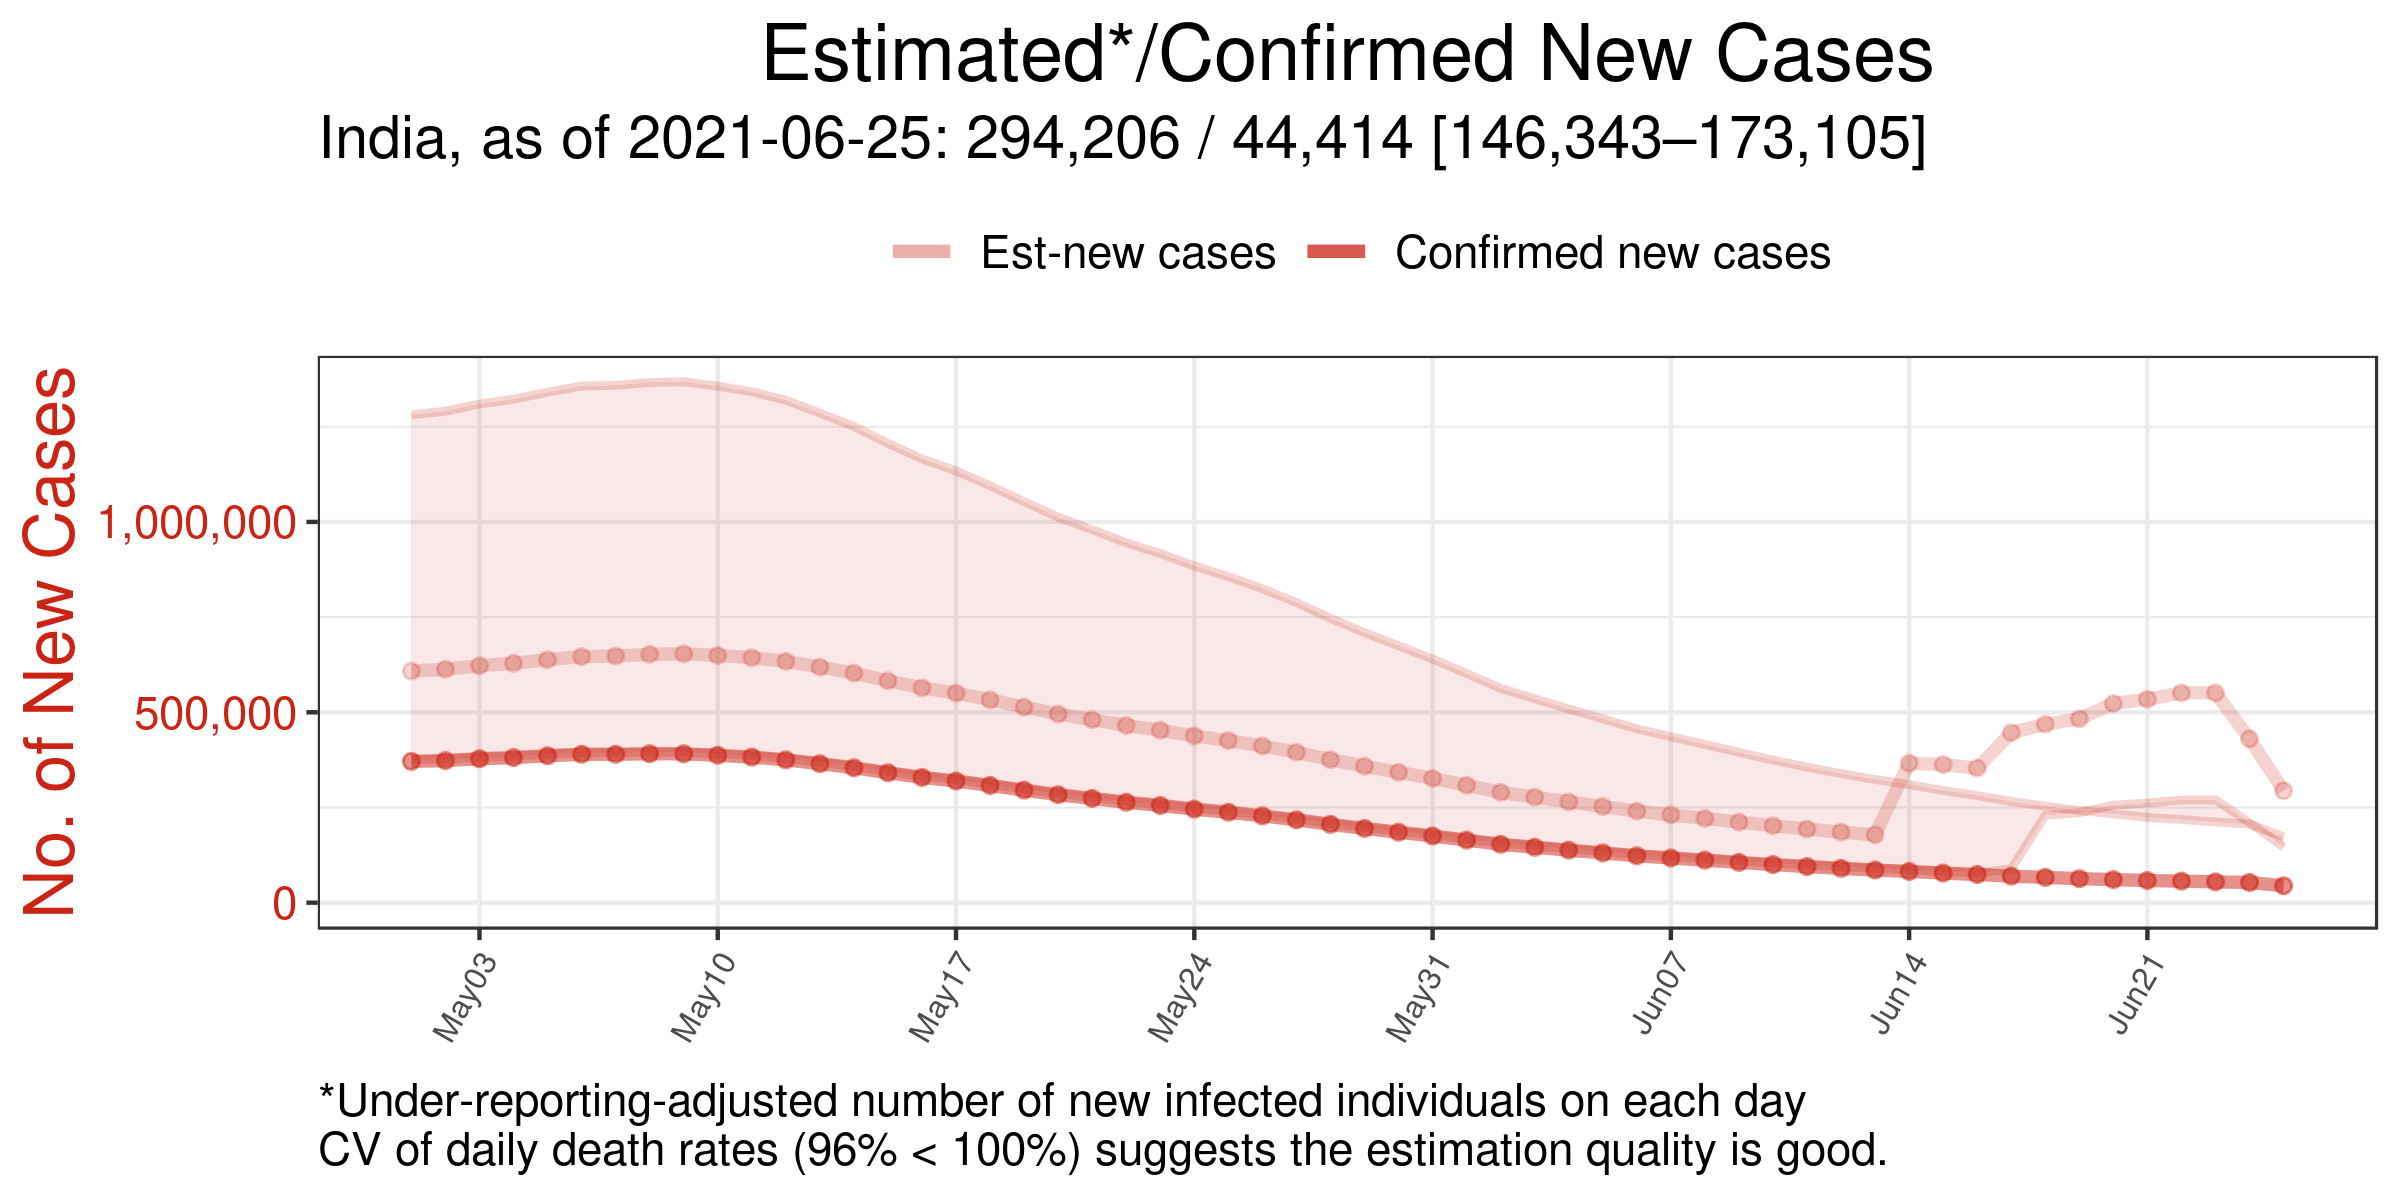 Estimated*/Confirmed New Cases
India, as of 2021-06-25: 294,206 / 44,414 [146,343–173,105]
Est-new cases
Confirmed new cases
No. of New Cases
1,000,000
500,000
0
May03
May10
May17
May24
May31
Jun07
Jun14
Jun21
*Under-reporting-adjusted number of new infected individuals on each day
CV of daily death rates (96% < 100%) suggests the estimation quality is good.